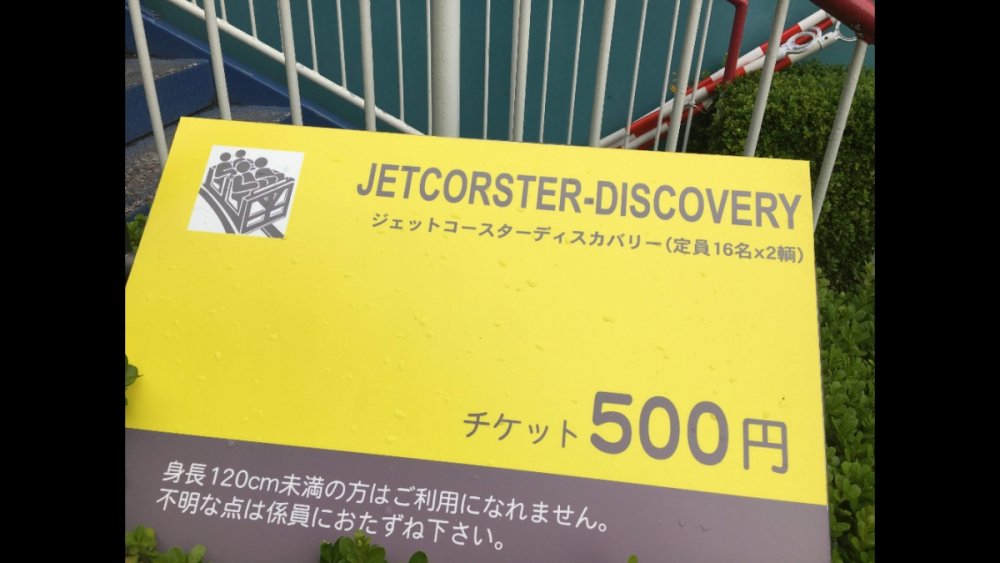 JETCORSTER-DISCOVERY
ジェットコースターディスカバリー(定員16名x2輌)
チケット500円
身長120cm未満の方はご利用になれません。
不明な点は係員におたずね下さい。